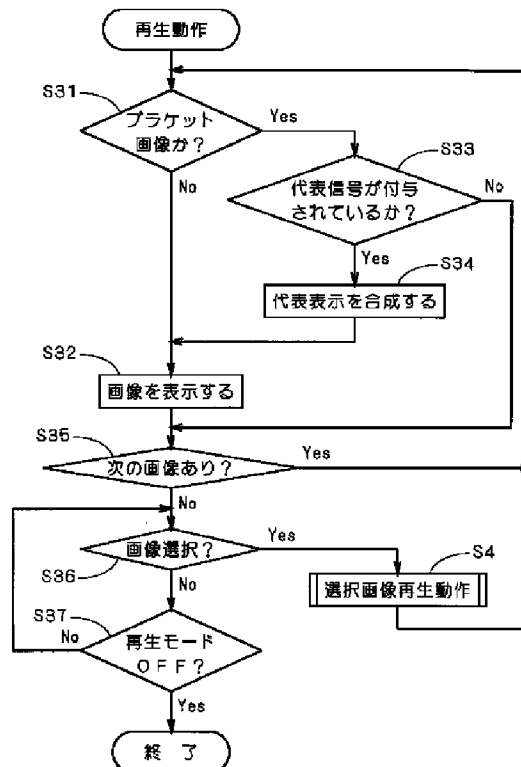 再生動作
S31
ブラケット
画像か？
Yes
No
S33
代表信号が付与
されているか？
No
Yes
S34
代表表示を合成する
S32
画像を表示する
S35
次の画像あり？
Yes
No
画像選択？
Yes
S36
No
S4
選択画像再生動作
S37
No
再生モード
OFF？
Yes
終了